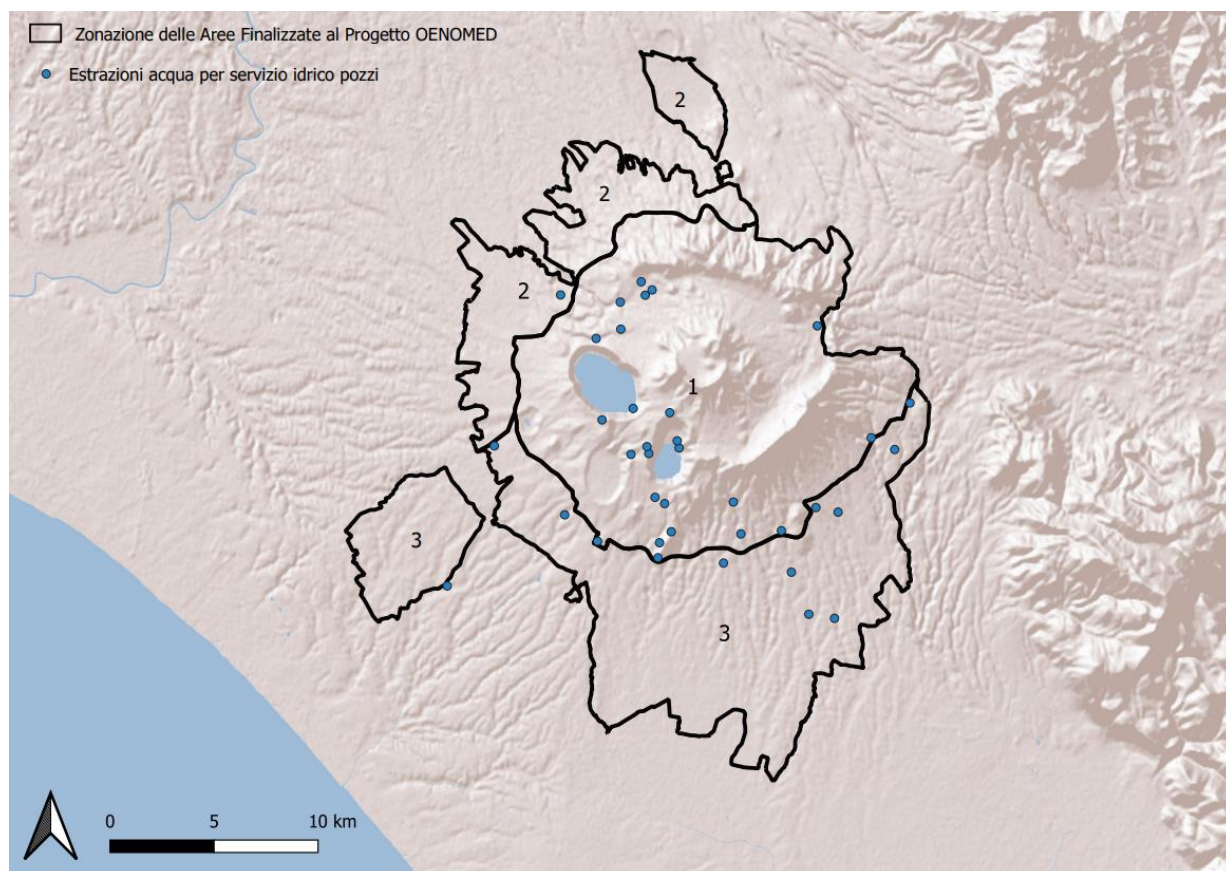 Zonazione delle Aree Finalizzate al Progetto OENOMED
Estrazioni acqua per servizio idrico pozzi
2
2
2
1
3
3
0 5 10 km